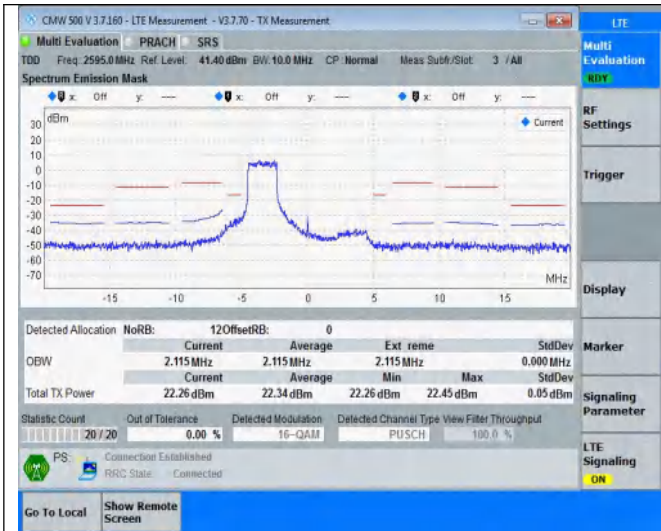 CMW 500 V 3.7.160 - LTE Measurement - V3.7.70 - TX Measurement
LTE
Multi Evaluation PRACH SRS
Multi Evaluation
RDY
TDD Freq: 2595.0 MHz Ref. Level: 41.40 dBm BW: 10.0 MHz CP: Normal Meas Subfr./Slot: 3 / All
Spectrum Emission Mask
x: Off y: --- x: Off y: --- x: Off y: ---
dBm
Current
30
20
10
0
-10
-20
-30
-40
-50
-60
-70
MHz
-15 -10 -5 0 5 10 15
RF Settings
Trigger
Display
Marker
Signaling Parameter
LTE Signaling
ON
Detected Allocation NoRB: 12 OffsetRB: 0
Current Average Extreme StdDev
OBW 2.115 MHz 2.115 MHz 2.115 MHz 0.000 MHz
Current Average Min Max StdDev
Total TX Power 22.26 dBm 22.34 dBm 22.26 dBm 22.45 dBm 0.05 dBm
Statistic Count Out of Tolerance Detected Modulation Detected Channel Type View Filter Throughput
20 / 20 0.00 % 16-QAM PUSCH 100.0 %
PS: Connection Established
RRC State: Connected
Go To Local Show Remote Screen